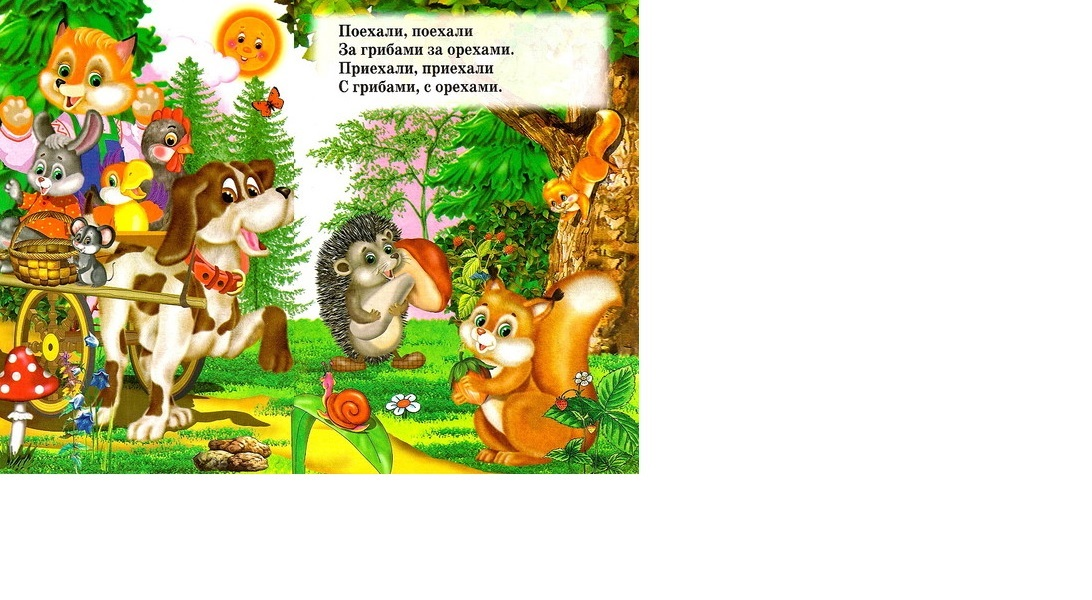 Поехали, поехали
За грибами за орехами.
Приехали, приехали
С грибами, с орехами.